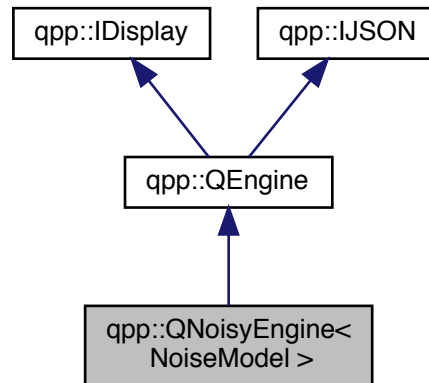 qpp::IDisplay
qpp::IJSON
qpp::QEngine
qpp::QNoisyEngine<
NoiseModel >